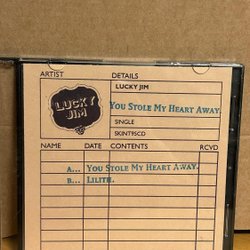 ARTIST DETAILS
LUCKY JIM
LUCKY
JIM
You Stole My Heart Away.
SINGLE
SKINTR5CD
NAME DATE CONTENTS RCVD
A... You Stole My Heart Away.
B... Lilith.